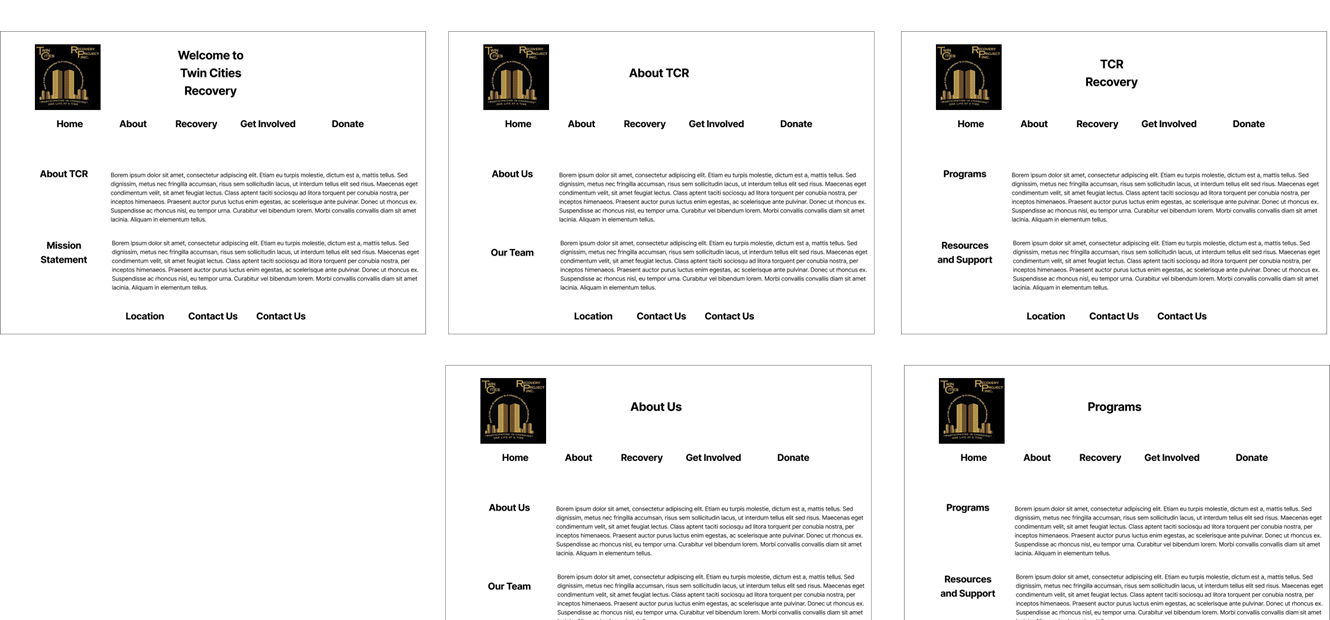 Twin Cities
Recovery Project Inc.
Welcome to
Twin Cities
Recovery
Home About Recovery Get Involved Donate
About TCR
Borem ipsum dolor sit amet, consectetur adipiscing elit. Etiam eu turpis molestie, dictum est a, mattis tellus. Sed
dignissim, metus nec fringilla accumsan, risus sem sollicitudin lacus, ut interdum tellus elit sed risus. Maecenas eget
condimentum velit, sit amet feugiat lectus. Class aptent taciti sociosqu ad litora torquent per conubia nostra, per
inceptos himenaeos. Praesent auctor purus luctus enim egestas, ac scelerisque ante pulvinar. Donec ut rhoncus ex.
Suspendisse ac rhoncus nisl, eu tempor urna. Curabitur vel bibendum lorem. Morbi convallis convallis diam sit amet
lacinia. Aliquam in elementum tellus.
Mission
Statement
Borem ipsum dolor sit amet, consectetur adipiscing elit. Etiam eu turpis molestie, dictum est a, mattis tellus. Sed
dignissim, metus nec fringilla accumsan, risus sem sollicitudin lacus, ut interdum tellus elit sed risus. Maecenas eget
condimentum velit, sit amet feugiat lectus. Class aptent taciti sociosqu ad litora torquent per conubia nostra, per
inceptos himenaeos. Praesent auctor purus luctus enim egestas, ac scelerisque ante pulvinar. Donec ut rhoncus ex.
Suspendisse ac rhoncus nisl, eu tempor urna. Curabitur vel bibendum lorem. Morbi convallis convallis diam sit amet
lacinia. Aliquam in elementum tellus.
Location Contact Us Contact Us
Twin Cities
Recovery Project Inc.
About TCR
Home About Recovery Get Involved Donate
About Us
Borem ipsum dolor sit amet, consectetur adipiscing elit. Etiam eu turpis molestie, dictum est a, mattis tellus. Sed
dignissim, metus nec fringilla accumsan, risus sem sollicitudin lacus, ut interdum tellus elit sed risus. Maecenas eget
condimentum velit, sit amet feugiat lectus. Class aptent taciti sociosqu ad litora torquent per conubia nostra, per
inceptos himenaeos. Praesent auctor purus luctus enim egestas, ac scelerisque ante pulvinar. Donec ut rhoncus ex.
Suspendisse ac rhoncus nisl, eu tempor urna. Curabitur vel bibendum lorem. Morbi convallis convallis diam sit amet
lacinia. Aliquam in elementum tellus.
Our Team
Borem ipsum dolor sit amet, consectetur adipiscing elit. Etiam eu turpis molestie, dictum est a, mattis tellus. Sed
dignissim, metus nec fringilla accumsan, risus sem sollicitudin lacus, ut interdum tellus elit sed risus. Maecenas eget
condimentum velit, sit amet feugiat lectus. Class aptent taciti sociosqu ad litora torquent per conubia nostra, per
inceptos himenaeos. Praesent auctor purus luctus enim egestas, ac scelerisque ante pulvinar. Donec ut rhoncus ex.
Suspendisse ac rhoncus nisl, eu tempor urna. Curabitur vel bibendum lorem. Morbi convallis convallis diam sit amet
lacinia. Aliquam in elementum tellus.
Location Contact Us Contact Us
Twin Cities
Recovery Project Inc.
TCR
Recovery
Home About Recovery Get Involved Donate
Programs
Borem ipsum dolor sit amet, consectetur adipiscing elit. Etiam eu turpis molestie, dictum est a, mattis tellus. Sed
dignissim, metus nec fringilla accumsan, risus sem sollicitudin lacus, ut interdum tellus elit sed risus. Maecenas eget
condimentum velit, sit amet feugiat lectus. Class aptent taciti sociosqu ad litora torquent per conubia nostra, per
inceptos himenaeos. Praesent auctor purus luctus enim egestas, ac scelerisque ante pulvinar. Donec ut rhoncus ex.
Suspendisse ac rhoncus nisl, eu tempor urna. Curabitur vel bibendum lorem. Morbi convallis convallis diam sit amet
lacinia. Aliquam in elementum tellus.
Resources
and Support
Borem ipsum dolor sit amet, consectetur adipiscing elit. Etiam eu turpis molestie, dictum est a, mattis tellus. Sed
dignissim, metus nec fringilla accumsan, risus sem sollicitudin lacus, ut interdum tellus elit sed risus. Maecenas eget
condimentum velit, sit amet feugiat lectus. Class aptent taciti sociosqu ad litora torquent per conubia nostra, per
inceptos himenaeos. Praesent auctor purus luctus enim egestas, ac scelerisque ante pulvinar. Donec ut rhoncus ex.
Suspendisse ac rhoncus nisl, eu tempor urna. Curabitur vel bibendum lorem. Morbi convallis convallis diam sit amet
lacinia. Aliquam in elementum tellus.
Location Contact Us Contact Us
Twin Cities
Recovery Project Inc.
About Us
Home About Recovery Get Involved Donate
About Us
Borem ipsum dolor sit amet, consectetur adipiscing elit. Etiam eu turpis molestie, dictum est a, mattis tellus. Sed
dignissim, metus nec fringilla accumsan, risus sem sollicitudin lacus, ut interdum tellus elit sed risus. Maecenas eget
condimentum velit, sit amet feugiat lectus. Class aptent taciti sociosqu ad litora torquent per conubia nostra, per
inceptos himenaeos. Praesent auctor purus luctus enim egestas, ac scelerisque ante pulvinar. Donec ut rhoncus ex.
Suspendisse ac rhoncus nisl, eu tempor urna. Curabitur vel bibendum lorem. Morbi convallis convallis diam sit amet
lacinia. Aliquam in elementum tellus.
Our Team
Borem ipsum dolor sit amet, consectetur adipiscing elit. Etiam eu turpis molestie, dictum est a, mattis tellus. Sed
dignissim, metus nec fringilla accumsan, risus sem sollicitudin lacus, ut interdum tellus elit sed risus. Maecenas eget
condimentum velit, sit amet feugiat lectus. Class aptent taciti sociosqu ad litora torquent per conubia nostra, per
inceptos himenaeos. Praesent auctor purus luctus enim egestas, ac scelerisque ante pulvinar. Donec ut rhoncus ex.
Suspendisse ac rhoncus nisl, eu tempor urna. Curabitur vel bibendum lorem. Morbi convallis convallis diam sit amet
Twin Cities
Recovery Project Inc.
Programs
Home About Recovery Get Involved Donate
Programs
Borem ipsum dolor sit amet, consectetur adipiscing elit. Etiam eu turpis molestie, dictum est a, mattis tellus. Sed
dignissim, metus nec fringilla accumsan, risus sem sollicitudin lacus, ut interdum tellus elit sed risus. Maecenas eget
condimentum velit, sit amet feugiat lectus. Class aptent taciti sociosqu ad litora torquent per conubia nostra, per
inceptos himenaeos. Praesent auctor purus luctus enim egestas, ac scelerisque ante pulvinar. Donec ut rhoncus ex.
Suspendisse ac rhoncus nisl, eu tempor urna. Curabitur vel bibendum lorem. Morbi convallis convallis diam sit amet
lacinia. Aliquam in elementum tellus.
Resources
and Support
Borem ipsum dolor sit amet, consectetur adipiscing elit. Etiam eu turpis molestie, dictum est a, mattis tellus. Sed
dignissim, metus nec fringilla accumsan, risus sem sollicitudin lacus, ut interdum tellus elit sed risus. Maecenas eget
condimentum velit, sit amet feugiat lectus. Class aptent taciti sociosqu ad litora torquent per conubia nostra, per
inceptos himenaeos. Praesent auctor purus luctus enim egestas, ac scelerisque ante pulvinar. Donec ut rhoncus ex.
Suspendisse ac rhoncus nisl, eu tempor urna. Curabitur vel bibendum lorem. Morbi convallis convallis diam sit amet